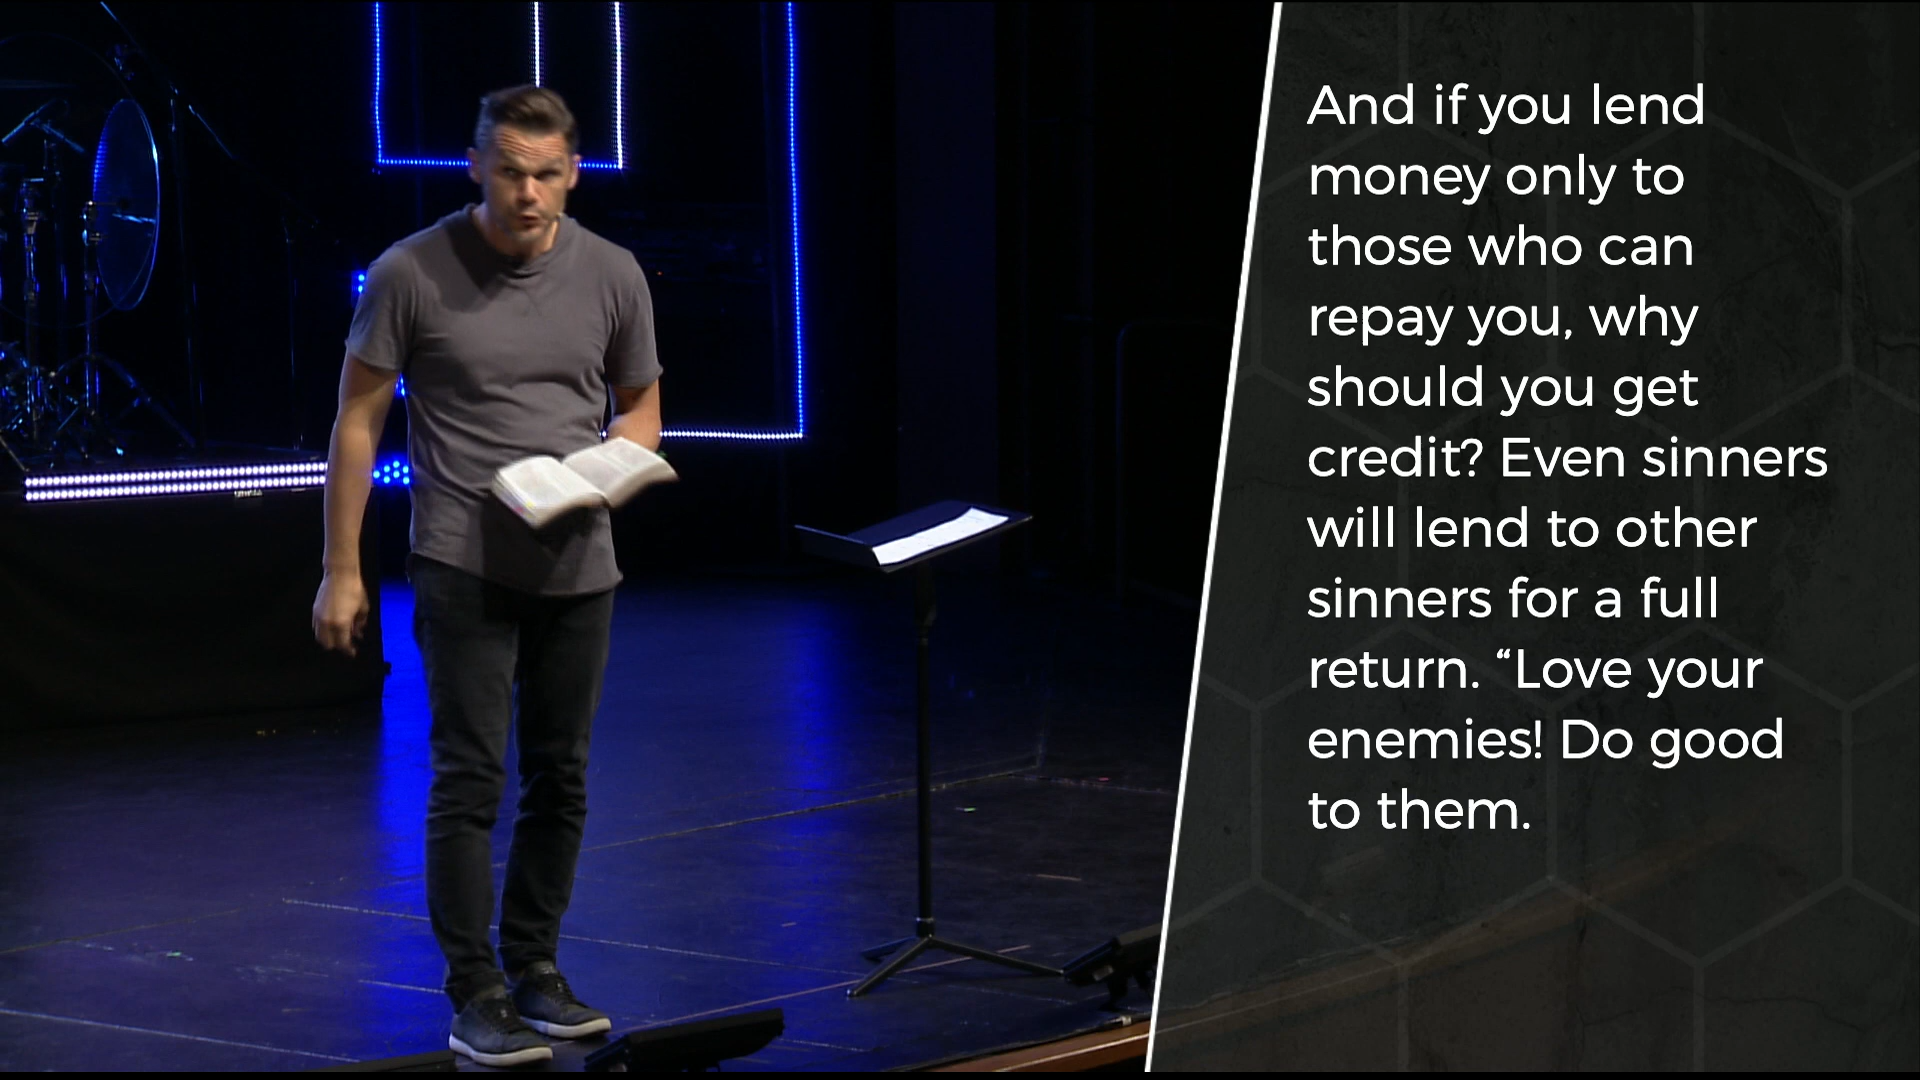 And if you lend
money only to
those who can
repay you, why
should you get
credit? Even sinners
will lend to other
sinners for a full
return. “Love your
enemies! Do good
to them.